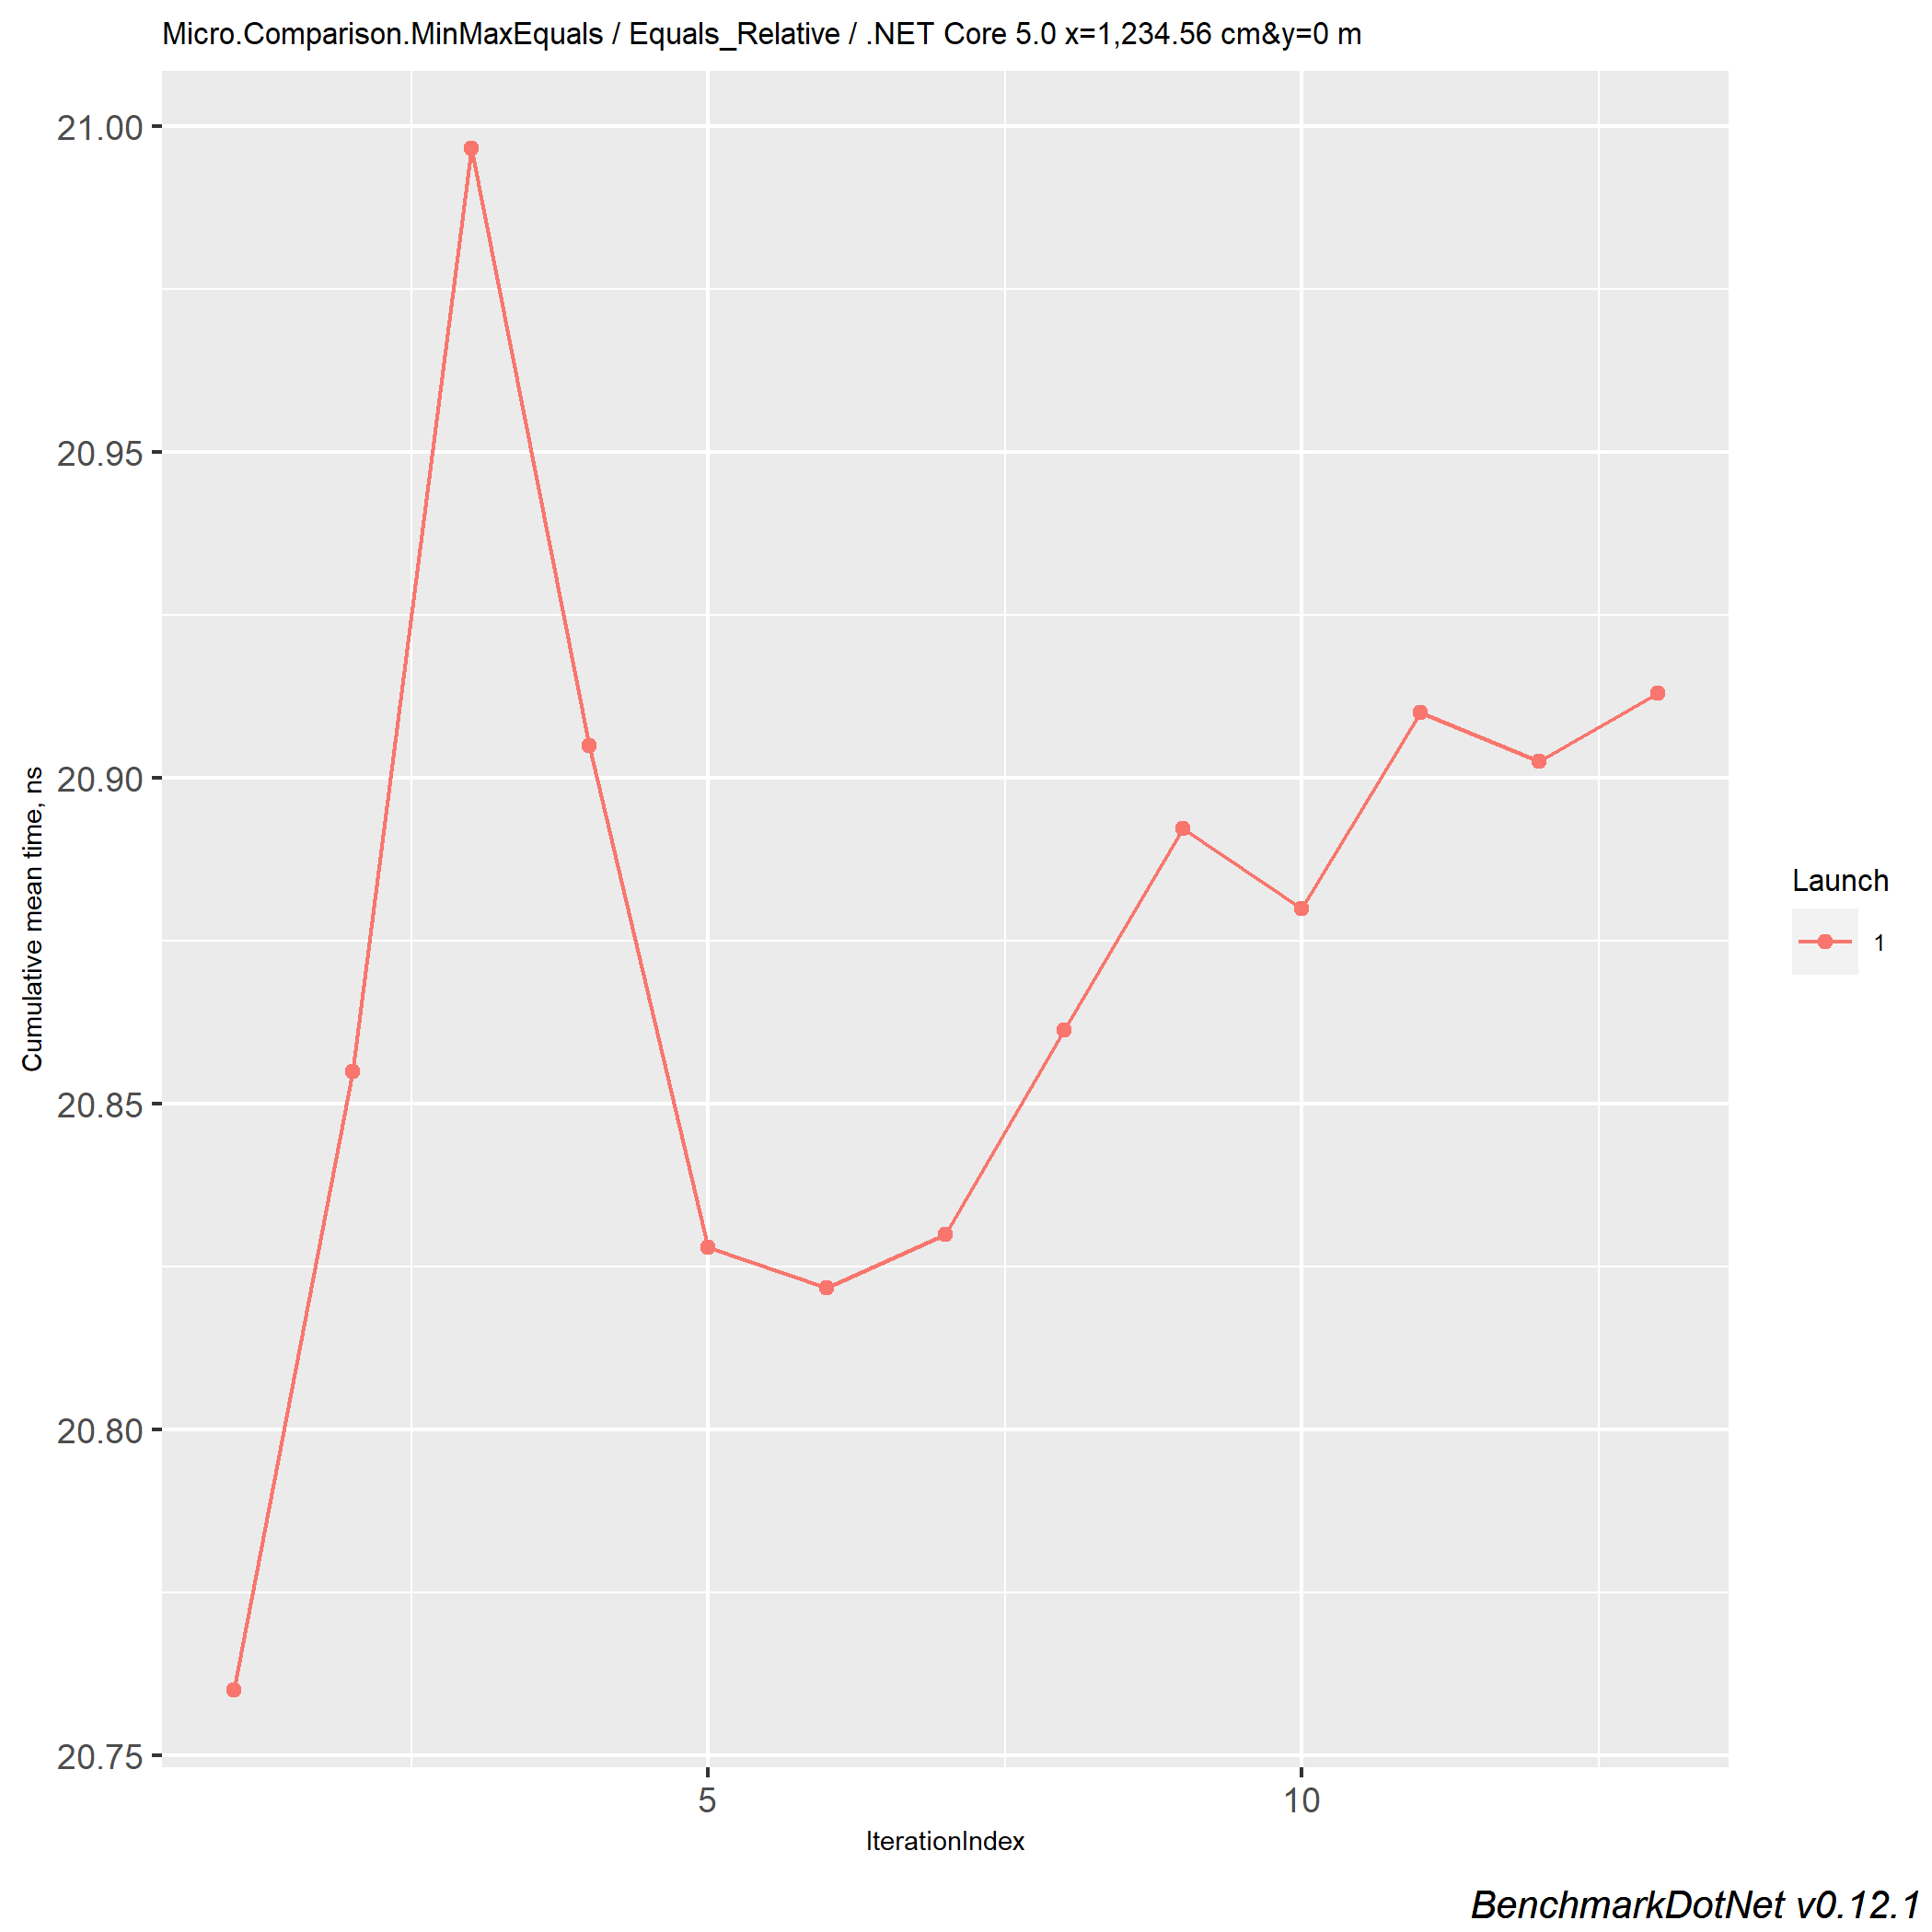 Micro.Comparison.MinMaxEquals / Equals_Relative / .NET Core 5.0 x=1,234.56 cm&y=0 m
21.00
20.95
20.90
20.85
20.80
20.75
Cumulative mean time, ns
5
10
IterationIndex
Launch
1
BenchmarkDotNet v0.12.1